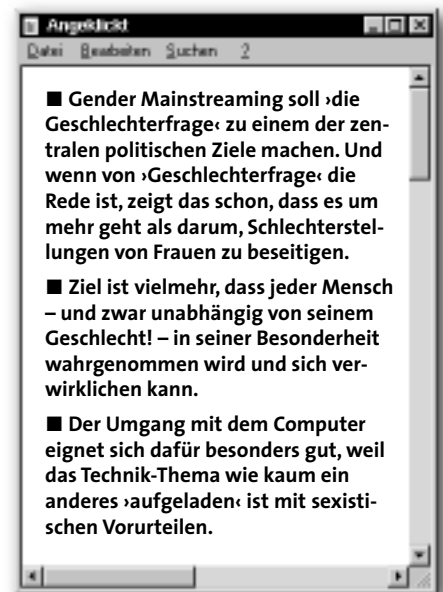 Angeklickt
Datei Bearbeiten Suchen ?
■ Gender Mainstreaming soll ›die
Geschlechterfrage‹ zu einem der zen-
tralen politischen Ziele machen. Und
wenn von ›Geschlechterfrage‹ die
Rede ist, zeigt das schon, dass es um
mehr geht als darum, Schlechterstel-
lungen von Frauen zu beseitigen.
■ Ziel ist vielmehr, dass jeder Mensch
– und zwar unabhängig von seinem
Geschlecht! – in seiner Besonderheit
wahrgenommen wird und sich ver-
wirklichen kann.
■ Der Umgang mit dem Computer
eignet sich dafür besonders gut, weil
das Technik-Thema wie kaum ein
anderes ›aufgeladen‹ ist mit sexisti-
schen Vorurteilen.